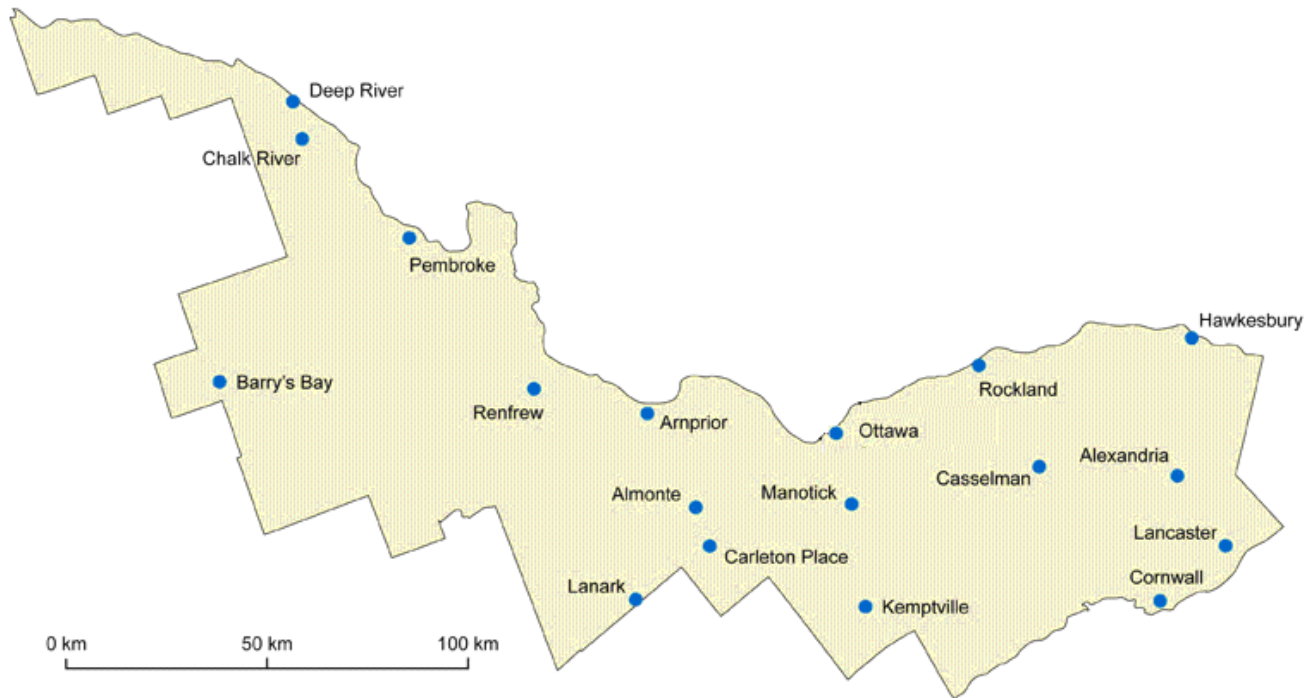 Deep River
Chalk River
Pembroke
Hawkesbury
Barry's Bay
Rockland
Renfrew
Arnprior
Ottawa
Alexandria
Casselman
Almonte
Manotick
Lancaster
Carleton Place
Cornwall
Lanark
Kemptville
0 km 50 km 100 km